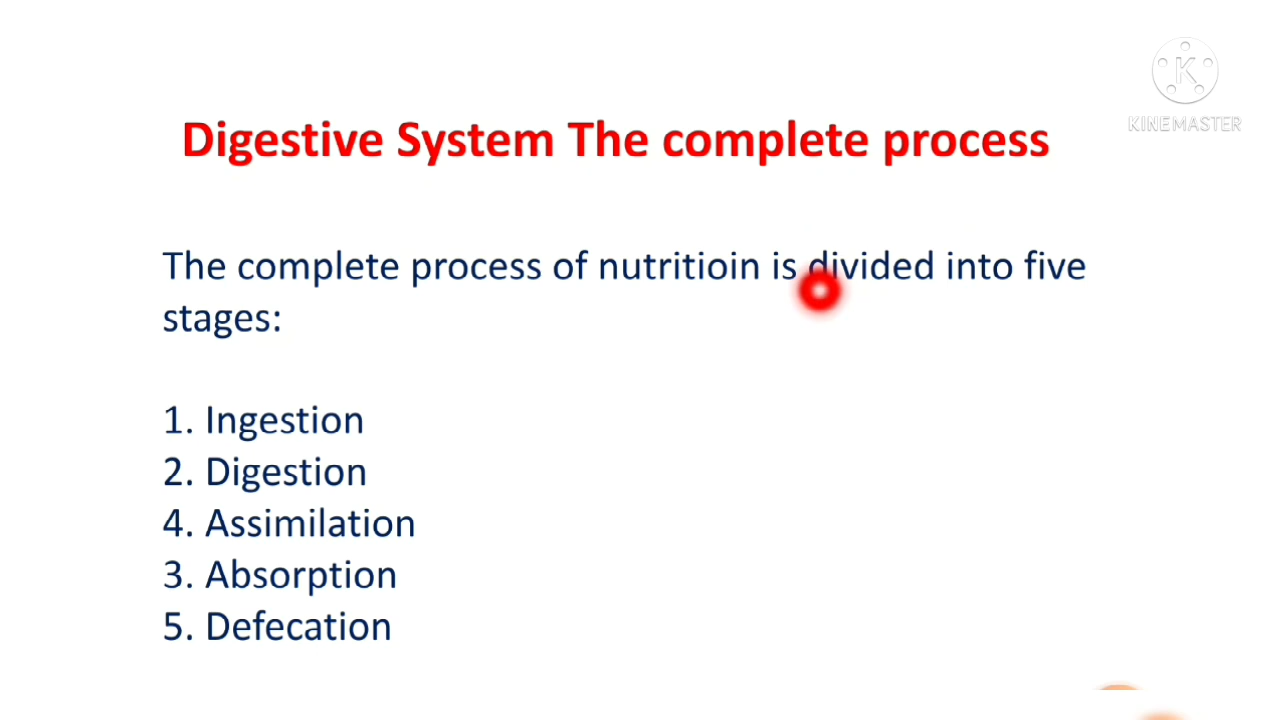 K
KINEMASTER
Digestive System The complete process
The complete process of nutritioin is divided into five
stages:
1. Ingestion
2. Digestion
4. Assimilation
3. Absorption
5. Defecation